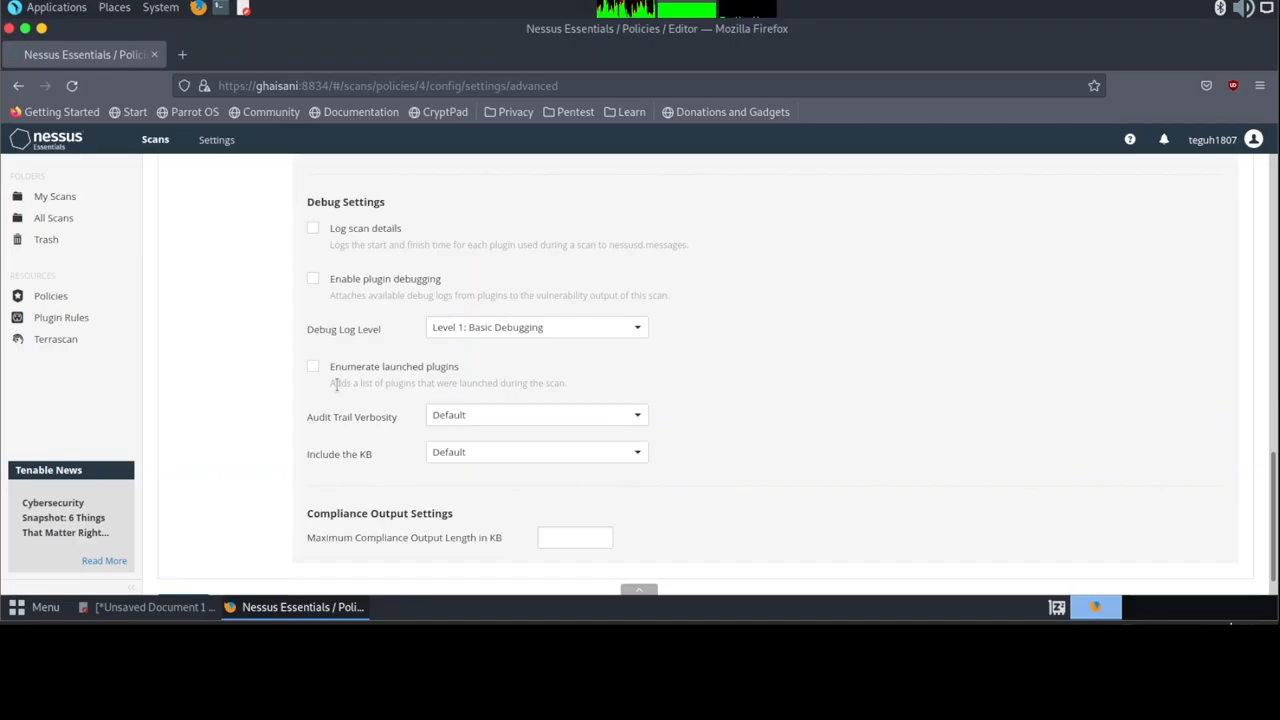 Applications Places System
Nessus Essentials / Policies / Editor — Mozilla Firefox
Nessus Essentials / Polici × +
https://ghaisani:8834/#/scans/policies/4/config/settings/advanced
Getting Started Start Parrot OS Community Documentation CryptPad Privacy Pentest Learn Donations and Gadgets
nessus Essentials Scans Settings teguh1807
FOLDERS
My Scans
All Scans
Trash
RESOURCES
Policies
Plugin Rules
Terrascan
Tenable News
Cybersecurity
Snapshot: 6 Things
That Matter Right...
Read More
Debug Settings
Log scan details
Logs the start and finish time for each plugin used during a scan to nessusd.messages.
Enable plugin debugging
Attaches available debug logs from plugins to the vulnerability output of this scan.
Debug Log Level Level 1: Basic Debugging
Enumerate launched plugins
Adds a list of plugins that were launched during the scan.
Audit Trail Verbosity Default
Include the KB Default
Compliance Output Settings
Maximum Compliance Output Length in KB
Menu [*Unsaved Document 1 ... Nessus Essentials / Poli...